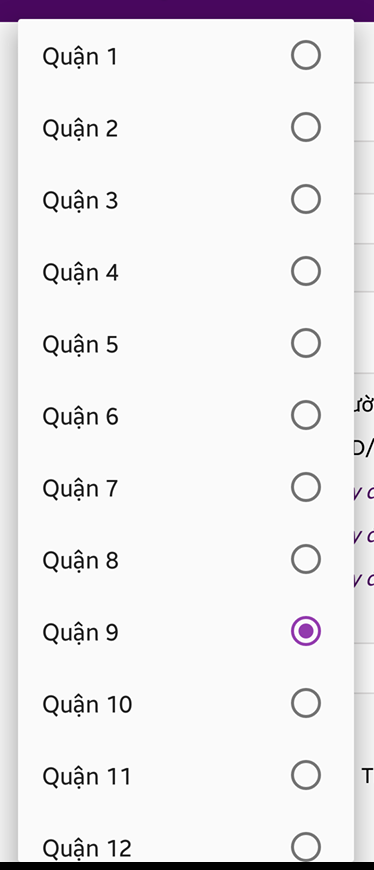 Quận 1
Quận 2
Quận 3
Quận 4
Quận 5
Quận 6
Quận 7
Quận 8
Quận 9
Quận 10
Quận 11
Quận 12